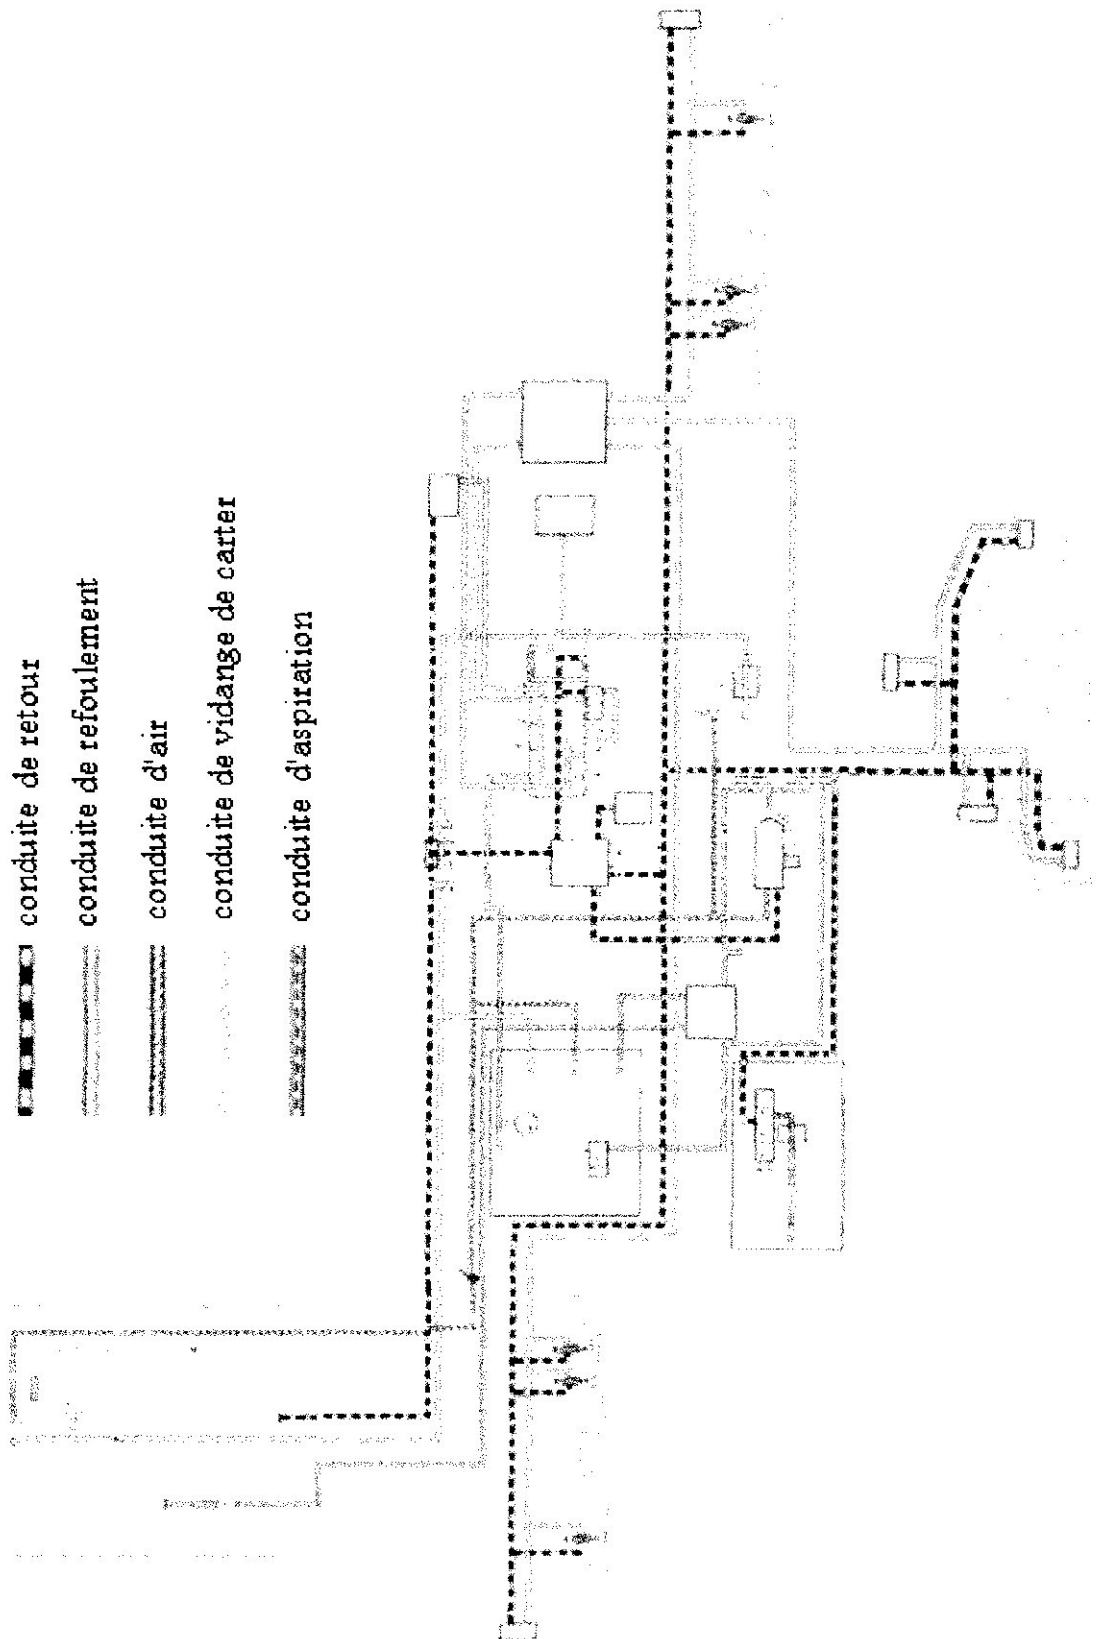 conduite de retour
conduite de refoulement
conduite d'air
conduite de vidange de carter
conduite d'aspiration